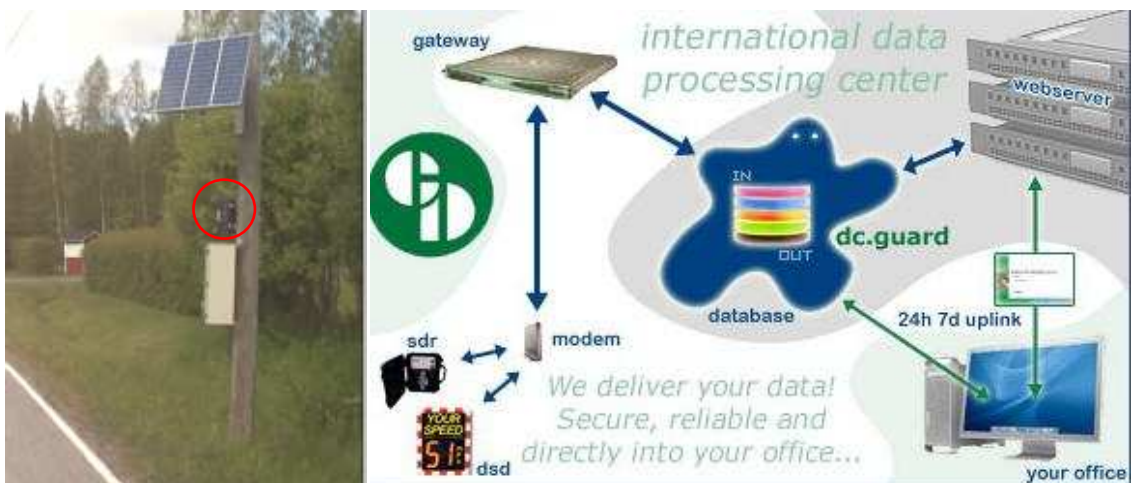 gateway
international data
processing center
webserver
IN
OUT
dc.guard
database
24h 7d uplink
sdr
modem
We deliver your data!
Secure, reliable and
directly into your office...
YOUR
SPEED
51
dsd
your office